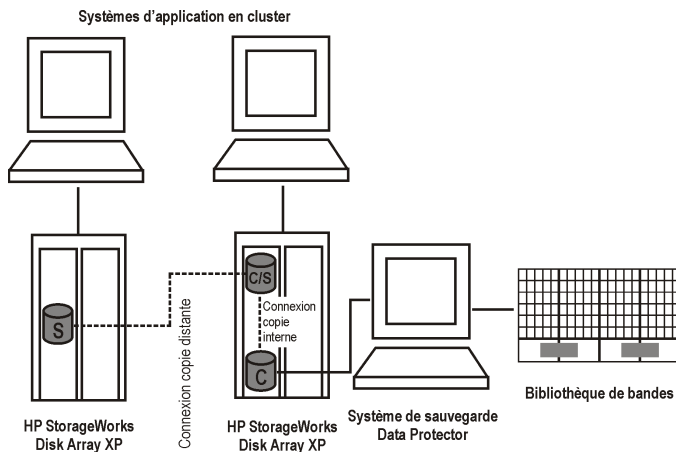 Systèmes d'application en cluster
S
C/S
Connexion
copie
interne
C
Connexion copie distante
HP StorageWorks
Disk Array XP
HP StorageWorks
Disk Array XP
Système de sauvegarde
Data Protector
Bibliothèque de bandes